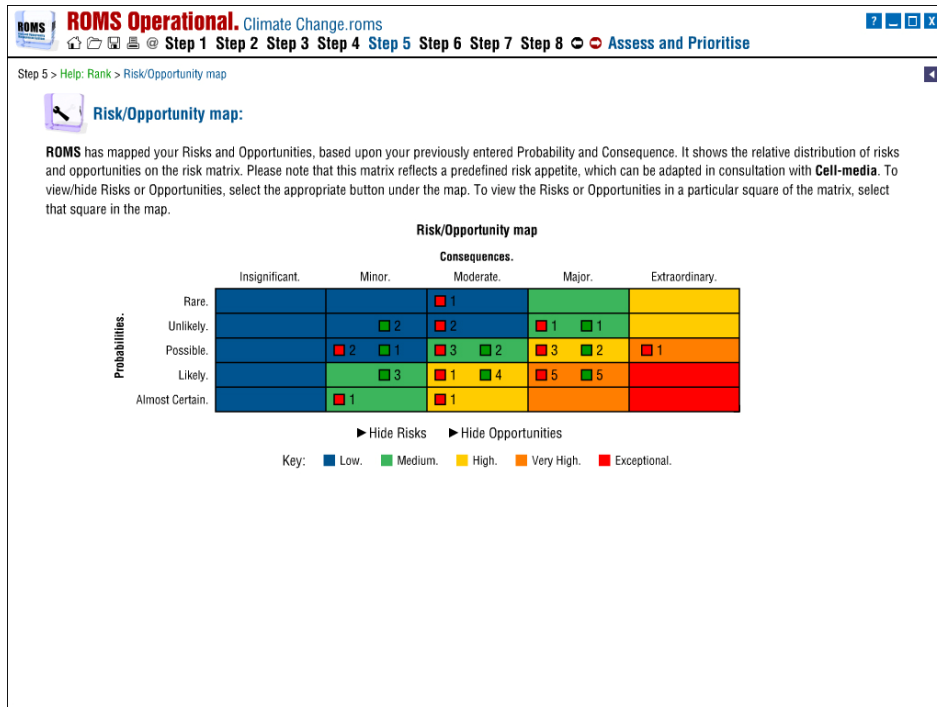 ROMS
ROMS Operational. Climate Change.roms
@ Step 1 Step 2 Step 3 Step 4 Step 5 Step 6 Step 7 Step 8 Assess and Prioritise
? X
Step 5 > Help: Rank > Risk/Opportunity map
Risk/Opportunity map:
ROMS has mapped your Risks and Opportunities, based upon your previously entered Probability and Consequence. It shows the relative distribution of risks
and opportunities on the risk matrix. Please note that this matrix reflects a predefined risk appetite, which can be adapted in consultation with Cell-media. To
view/hide Risks or Opportunities, select the appropriate button under the map. To view the Risks or Opportunities in a particular square of the matrix, select
that square in the map.
Risk/Opportunity map
Consequences.
Insignificant. Minor. Moderate. Major. Extraordinary.
Probabilities.
Rare. 1
Unlikely. 2 2 1 1
Possible. 2 1 3 2 3 2 1
Likely. 3 1 4 5 5
Almost Certain. 1 1
Hide Risks Hide Opportunities
Key: Low. Medium. High. Very High. Exceptional.